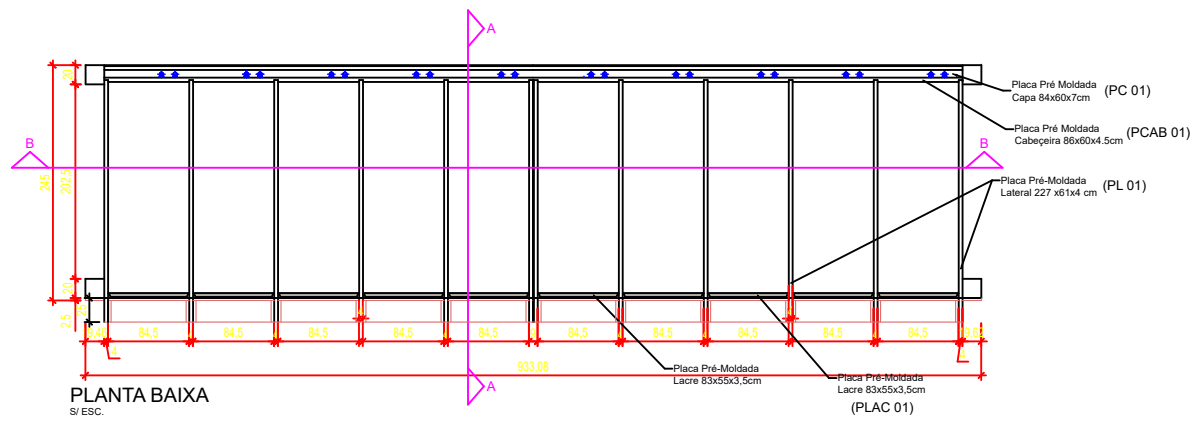 A
Placa Pré Moldada
Capa 84x60x7cm
(PC 01)
Placa Pré Moldada
Cabeçeira 86x60x4.5cm
(PCAB 01)
B
B
Placa Pré-Moldada
Lateral 227 x61x4 cm
(PL 01)
20
245
202,5
20
2,5
84,5
84,5
84,5
84,5
84,5
84,5
84,5
84,5
84,5
84,5
4
933,06
Placa Pré-Moldada
Lacre 83x55x3,5cm
Placa Pré-Moldada
Lacre 83x55x3,5cm
(PLAC 01)
A
PLANTA BAIXA
S/ ESC.